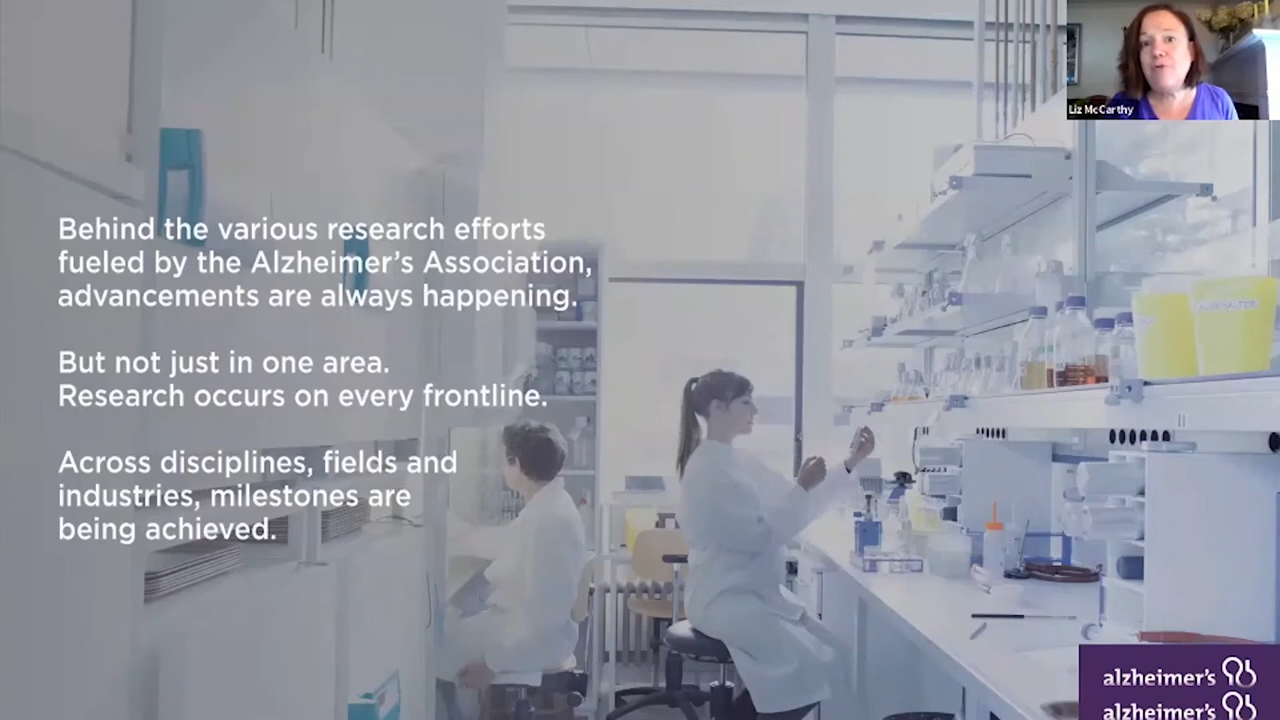 Liz McCarthy
Behind the various research efforts
fueled by the Alzheimer's Association,
advancements are always happening.
But not just in one area.
Research occurs on every frontline.
Across disciplines, fields and
industries, milestones are
being achieved.
alzheimer's
alzheimer's